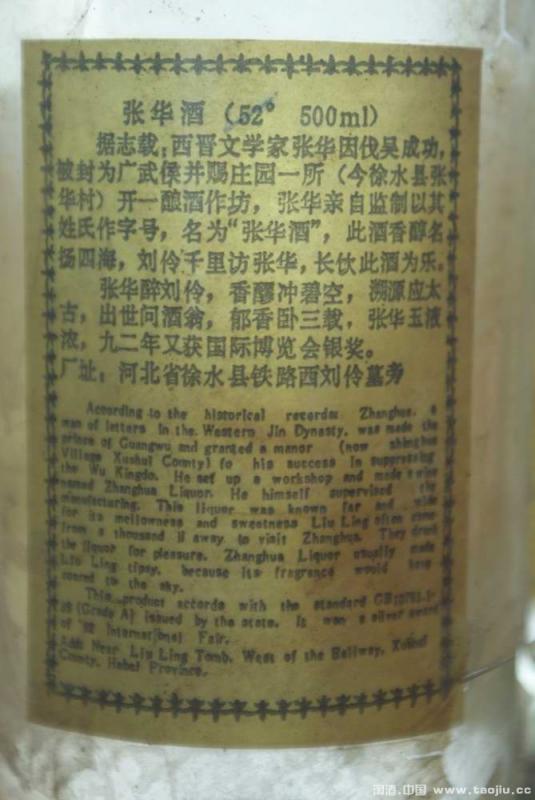 张华酒（52° 500ml）
据志载：西晋文学家张华因伐吴成功，
被封为广武侯并赐庄园一所（今徐水县张
华村）开一酿酒作坊，张华亲自监制以其
姓氏作字号，名为“张华酒”，此酒香醇名
扬四海，刘伶千里访张华，长饮此酒为乐。
张华醉刘伶，香醪冲碧空，溯源应太
古，出世问酒翁，郁香卧三载，张华玉液
浓，九二年又获国际博览会银奖。
厂址：河北省徐水县铁路西刘伶墓旁
According to the historical records: Zhanghua, a
man of letters in the Western Jin Dynasty, was made the
prince of Guangwu and granted a manor (now
Village Xushui County) fo his success in suppressing
the Wu Kingdo. He set up a workshop and made a wine
named Zhanghua Liquor. He himself supervised the
manufacturing. This liquor was known far and wide
for its mellowness and sweetness Liu Ling often came
from a thousand li away to visit Zhanghua. They drank
the liquor for pleasure. Zhanghua Liquor usually made
Liu Ling tipsy, because its fragrance would have
soared to the sky.
This product accords with the standard
(Grade A) issued by the state. It won a silver award
of '92 International Fair.
Add Near Liu Ling Tomb, West of the Railway, Xushui
County, Hebei Province.
淘酒.中国 www.taojiu.cc